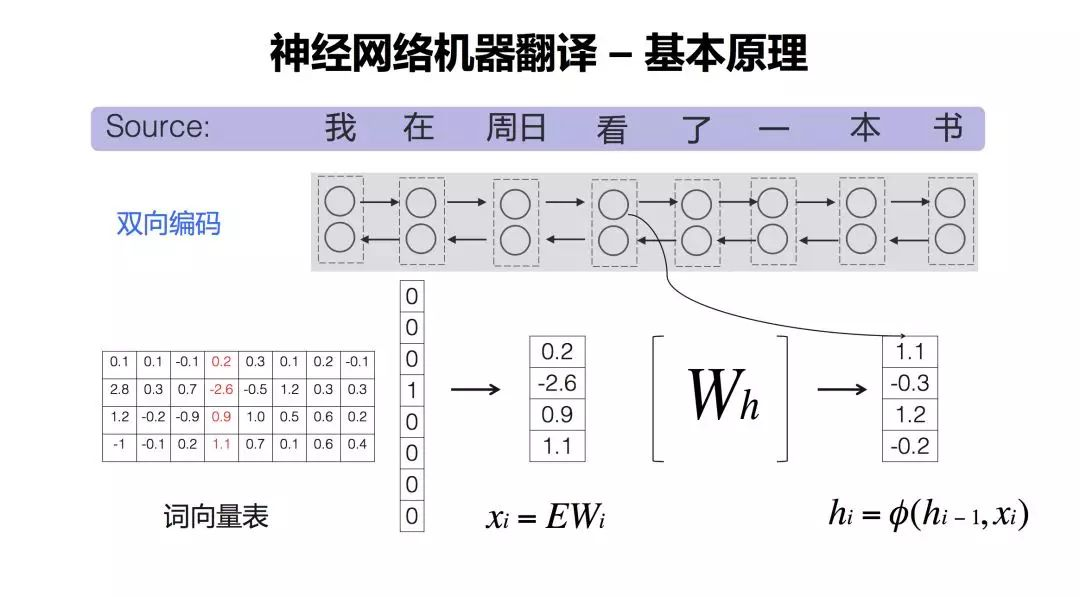 神经网络机器翻译 – 基本原理
Source: 我 在 周日 看 了 一 本 书
双向编码
0.1 0.1 -0.1 0.2 0.3 0.1 0.2 -0.1
2.8 0.3 0.7 -2.6 -0.5 1.2 0.3 0.3
1.2 -0.2 -0.9 0.9 1.0 0.5 0.6 0.2
-1 -0.1 0.2 1.1 0.7 0.1 0.6 0.4
词向量表
0
0
0
1
0
0
0
0
0.2
-2.6
0.9
1.1
xi = EWi
Wh
1.1
-0.3
1.2
-0.2
hi = ϕ(hi – 1, xi)